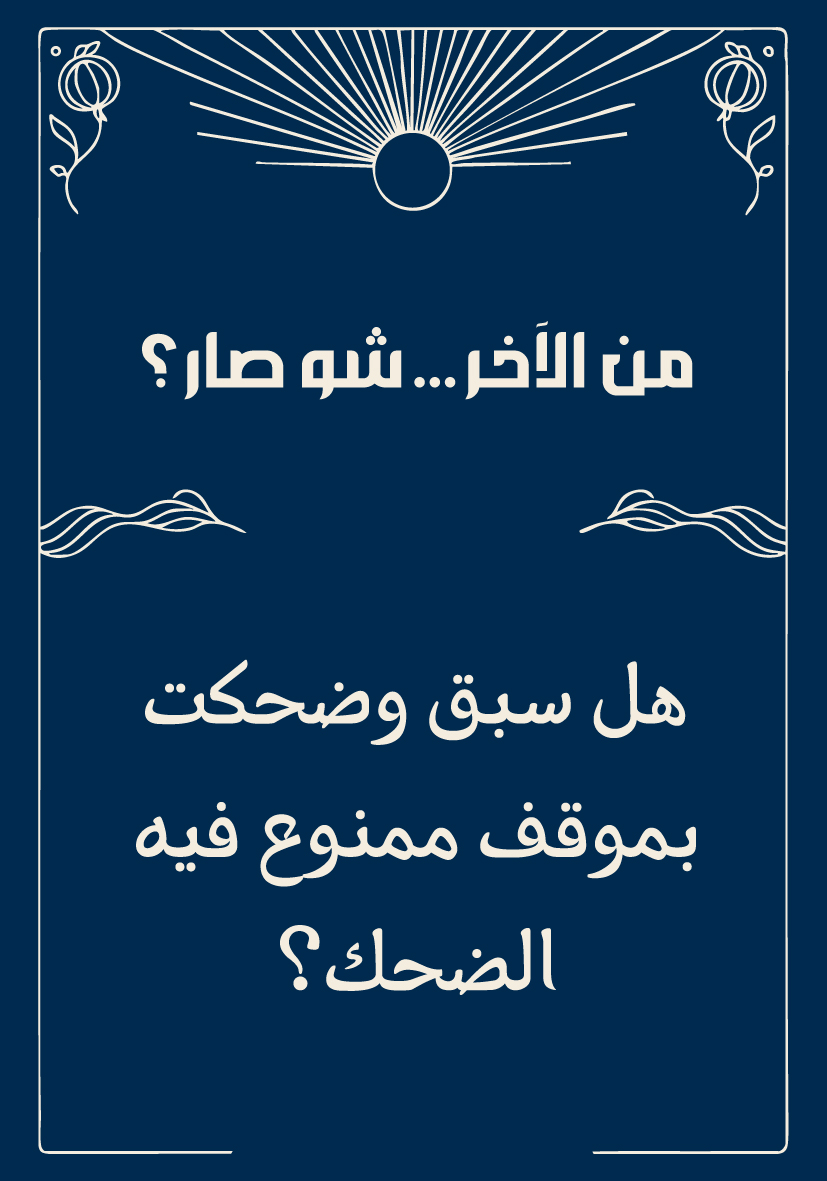 من الآخر... شو صار؟
هل سبق وضحكت
بموقف ممنوع فيه
الضحك؟